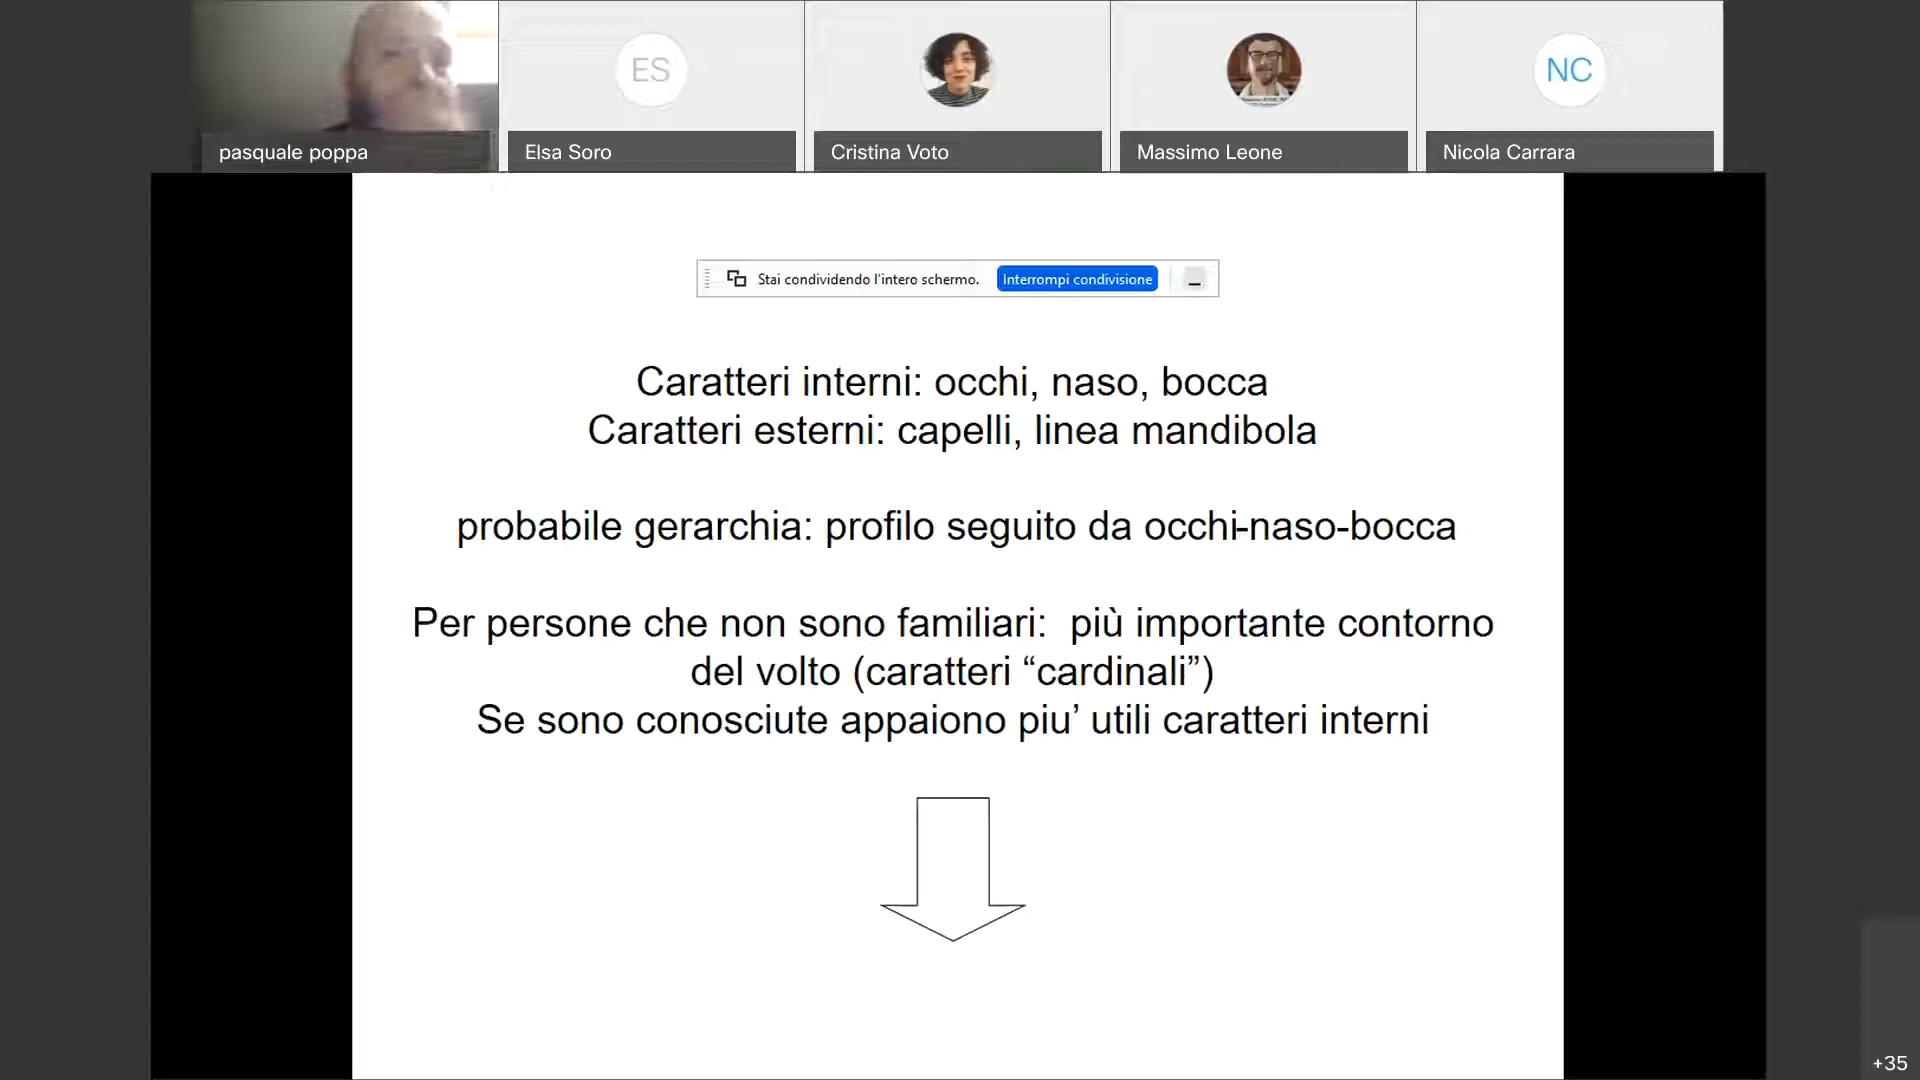 ES
NC
pasquale poppa
Elsa Soro
Cristina Voto
Massimo Leone
Nicola Carrara
Stai condividendo l'intero schermo.
Interrompi condivisione
Caratteri interni: occhi, naso, bocca
Caratteri esterni: capelli, linea mandibola
probabile gerarchia: profilo seguito da occhi-naso-bocca
Per persone che non sono familiari:  più importante contorno
del volto (caratteri “cardinali”)
Se sono conosciute appaiono piu’ utili caratteri interni
+35